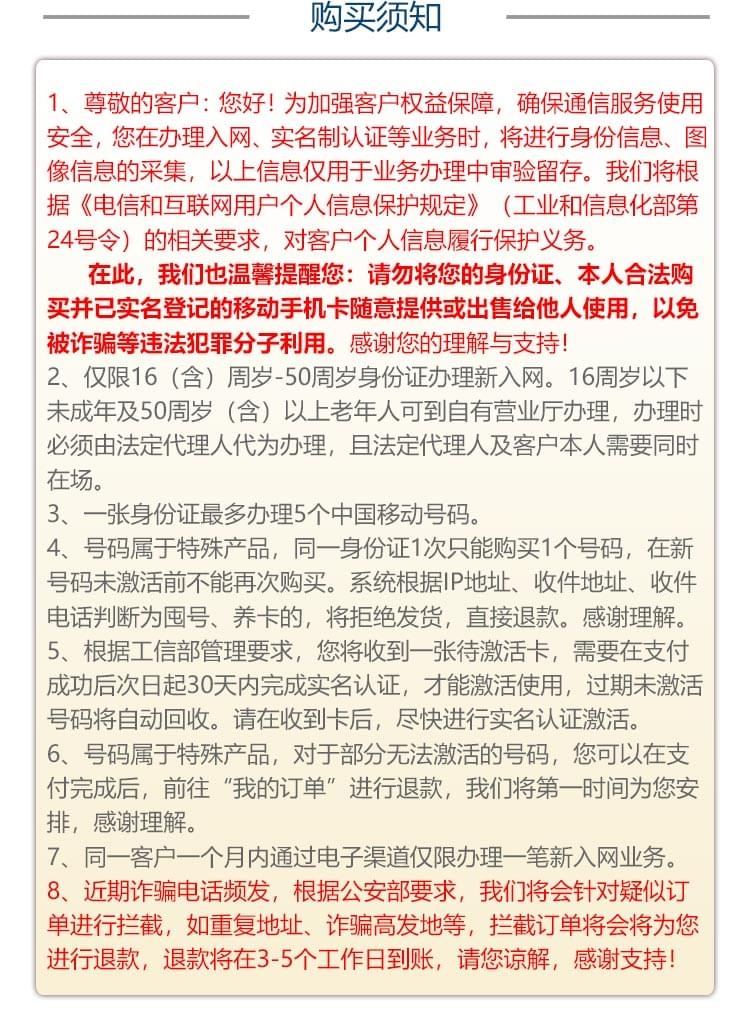 购买须知
1、尊敬的客户：您好！为加强客户权益保障，确保通信服务使用
安全，您在办理入网、实名制认证等业务时，将进行身份信息、图
像信息的采集，以上信息仅用于业务办理中审验留存。我们将根
据《电信和互联网用户个人信息保护规定》（工业和信息化部第
24号令）的相关要求，对客户个人信息履行保护义务。
在此，我们也温馨提醒您：请勿将您的身份证、本人合法购
买并已实名登记的移动手机卡随意提供或出售给他人使用，以免
被诈骗等违法犯罪分子利用。感谢您的理解与支持！
2、仅限16（含）周岁-50周岁身份证办理新入网。16周岁以下
未成年及50周岁（含）以上老年人可到自有营业厅办理，办理时
必须由法定代理人代为办理，且法定代理人及客户本人需要同时
在场。
3、一张身份证最多办理5个中国移动号码。
4、号码属于特殊产品，同一身份证1次只能购买1个号码，在新
号码未激活前不能再次购买。系统根据IP地址、收件地址、收件
电话判断为囤号、养卡的，将拒绝发货，直接退款。感谢理解。
5、根据工信部管理要求，您将收到一张待激活卡，需要在支付
成功后次日起30天内完成实名认证，才能激活使用，过期未激活
号码将自动回收。请在收到卡后，尽快进行实名认证激活。
6、号码属于特殊产品，对于部分无法激活的号码，您可以在支
付完成后，前往“我的订单”进行退款，我们将第一时间为您安
排，感谢理解。
7、同一客户一个月内通过电子渠道仅限办理一笔新入网业务。
8、近期诈骗电话频发，根据公安部要求，我们将会针对疑似订
单进行拦截，如重复地址、诈骗高发地等，拦截订单将会将为您
进行退款，退款将在3-5个工作日到账，请您谅解，感谢支持！